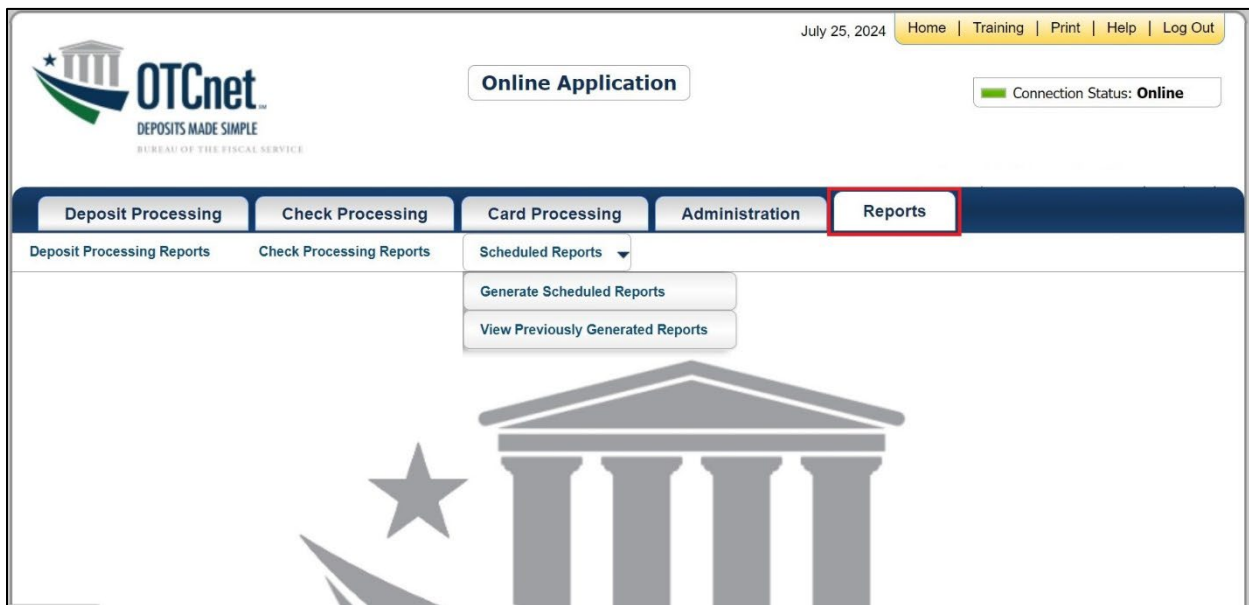 July 25, 2024 Home | Training | Print | Help | Log Out
OTCnet
DEPOSITS MADE SIMPLE
BUREAU OF THE FISCAL SERVICE
Online Application
Connection Status: Online
Deposit Processing Check Processing Card Processing Administration Reports
Deposit Processing Reports Check Processing Reports Scheduled Reports
Generate Scheduled Reports
View Previously Generated Reports